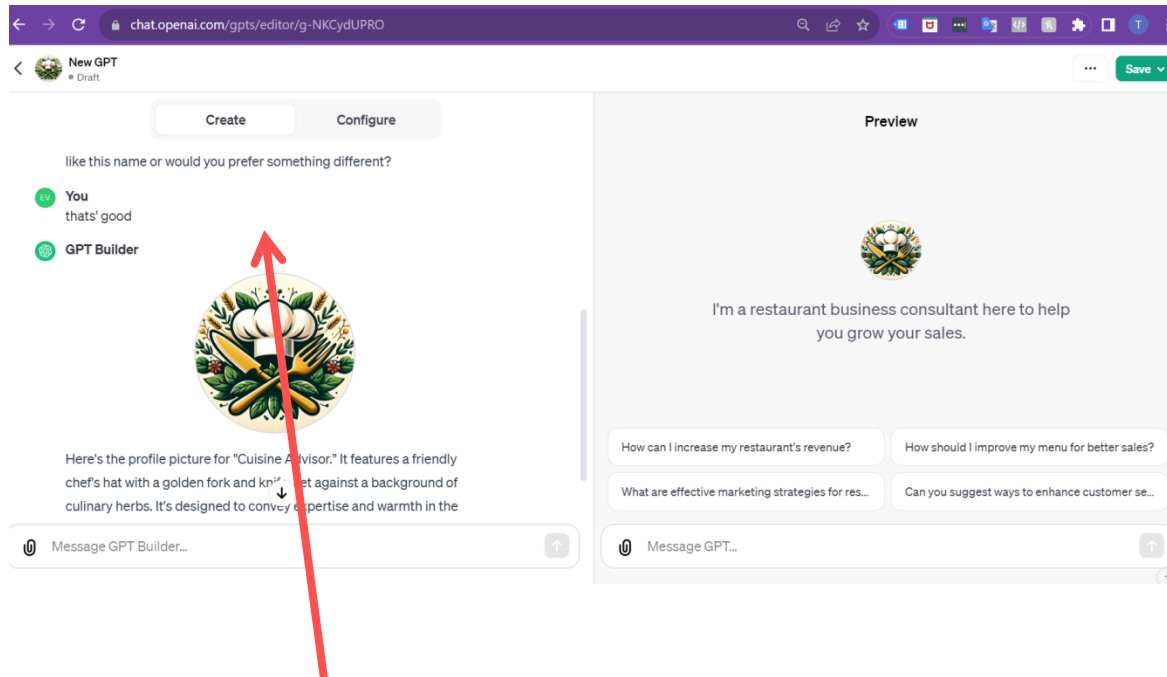 chat.openai.com/gpts/editor/g-NKCydUPRO
T
New GPT
Draft
Save
Create
Configure
like this name or would you prefer something different?
EV
You
thats' good
GPT Builder
Here's the profile picture for "Cuisine Advisor." It features a friendly
chef's hat with a golden fork and set against a background of
culinary herbs. It's designed to convey expertise and warmth in the
Message GPT Builder...
Preview
I'm a restaurant business consultant here to help
you grow your sales.
How can I increase my restaurant's revenue?
How should I improve my menu for better sales?
What are effective marketing strategies for res...
Can you suggest ways to enhance customer se...
Message GPT...